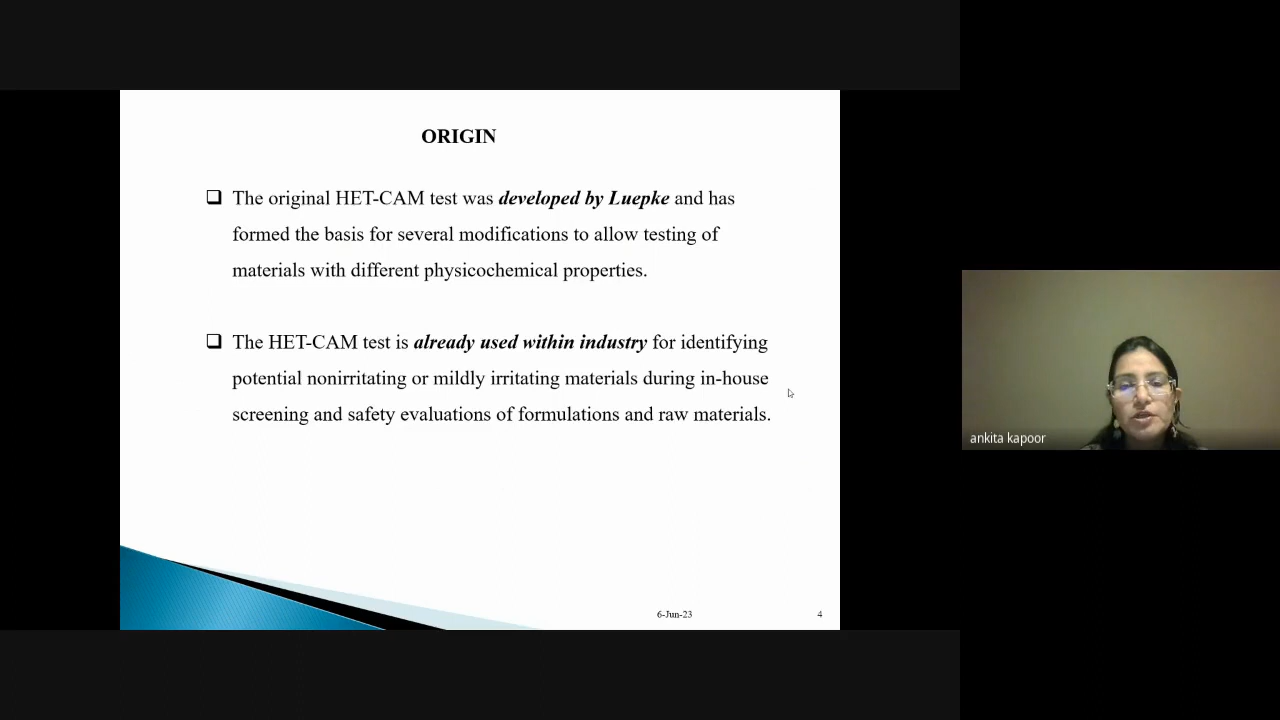 ORIGIN
The original HET-CAM test was developed by Luepke and has
formed the basis for several modifications to allow testing of
materials with different physicochemical properties.
The HET-CAM test is already used within industry for identifying
potential nonirritating or mildly irritating materials during in-house
screening and safety evaluations of formulations and raw materials.
6-Jun-23
4
ankita kapoor